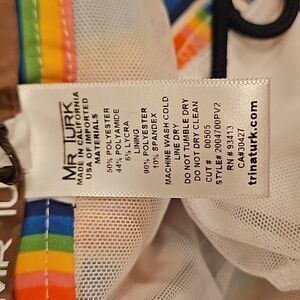 MR TURK
MADE IN CALIFORNIA
USA OF IMPORTED
MATERIALS
50% POLYESTER
44% POLYAMIDE
6% LYCRA
LINING
90% POLYESTER
10% SPANDEX
MACHINE WASH COLD
LINE DRY
DO NOT TUMBLE DRY
DO NOT DRY CLEAN
CUT# 00505
STYLE# 2004700PV2
RN # 93413
CA#30427
trinaturk.com
MR TU